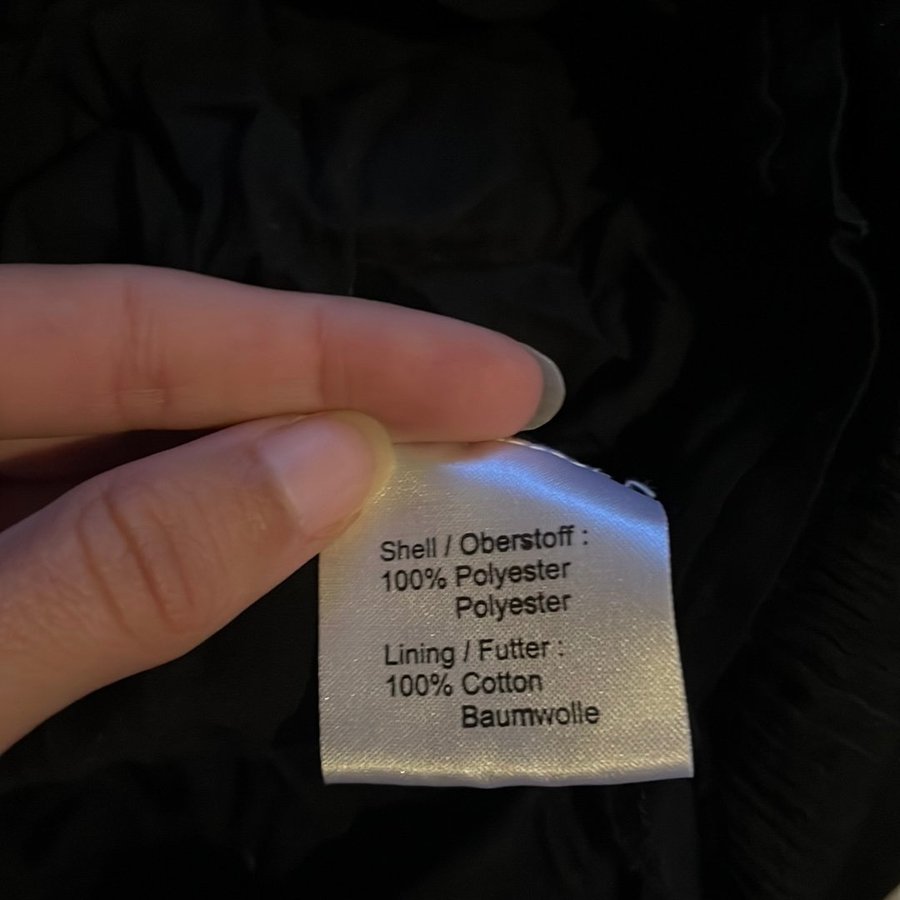 Shell / Oberstoff :
100% Polyester
Polyester
Lining / Futter :
100% Cotton
Baumwolle